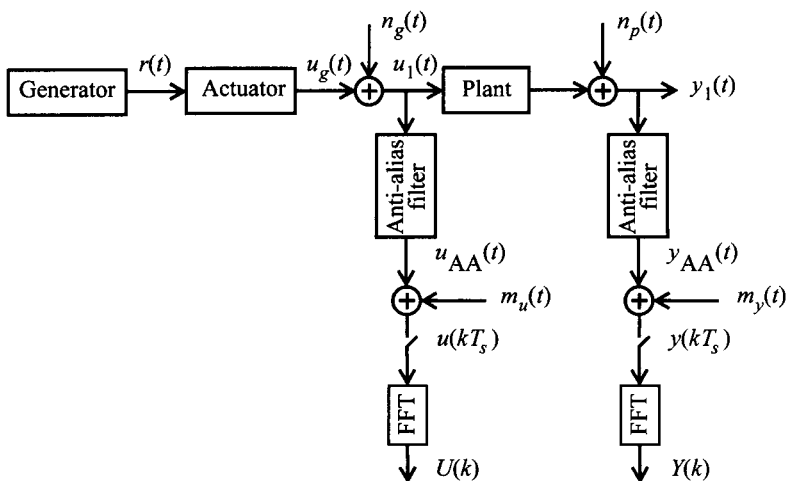 n_g(t)
n_p(t)
r(t)
u_g(t)
u_1(t)
Generator
Actuator
+
Plant
+
y_1(t)
Anti-alias
filter
Anti-alias
filter
u_AA(t)
y_AA(t)
+
m_u(t)
+
m_y(t)
u(kT_s)
y(kT_s)
FFT
FFT
U(k)
Y(k)